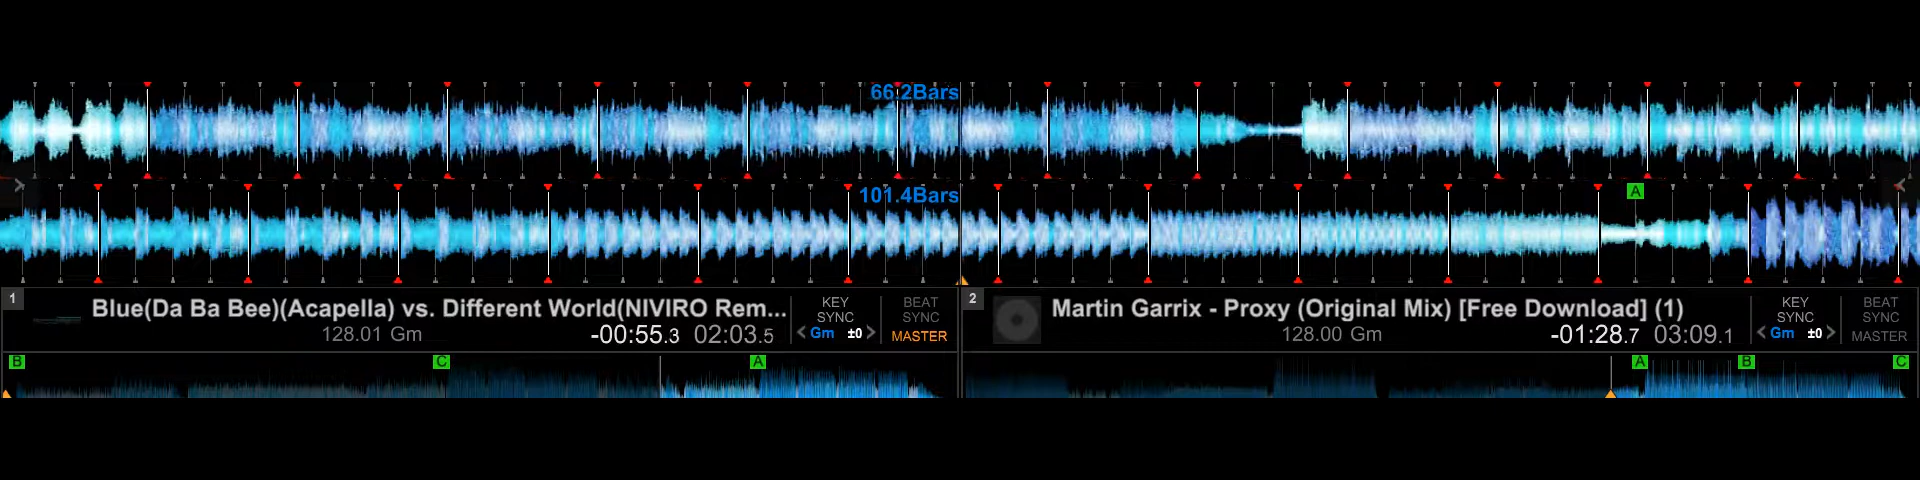 66.2Bars
A
101.4Bars
1
Blue(Da Ba Bee)(Acapella) vs. Different World(NIVIRO Rem...
128.01 Gm
-00:55.3 02:03.5
KEY SYNC
< Gm ±0 >
BEAT SYNC
MASTER
B
C
A
2
Martin Garrix - Proxy (Original Mix) [Free Download] (1)
128.00 Gm
-01:28.7 03:09.1
KEY SYNC
< Gm ±0 >
BEAT SYNC
MASTER
A
B
C